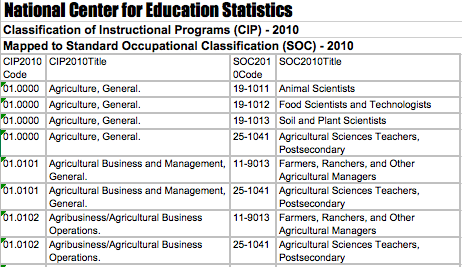 National Center for Education Statistics
Classification of Instructional Programs (CIP) - 2010
Mapped to Standard Occupational Classification (SOC) - 2010
CIP2010 CIP2010Title SOC201 SOC2010Title
Code 0Code
01.0000 Agriculture, General. 19-1011 Animal Scientists
01.0000 Agriculture, General. 19-1012 Food Scientists and Technologists
01.0000 Agriculture, General. 19-1013 Soil and Plant Scientists
01.0000 Agriculture, General. 25-1041 Agricultural Sciences Teachers,
Postsecondary
01.0101 Agricultural Business and Management, 11-9013 Farmers, Ranchers, and Other
General. Agricultural Managers
01.0101 Agricultural Business and Management, 25-1041 Agricultural Sciences Teachers,
General. Postsecondary
01.0102 Agribusiness/Agricultural Business 11-9013 Farmers, Ranchers, and Other
Operations. Agricultural Managers
01.0102 Agribusiness/Agricultural Business 25-1041 Agricultural Sciences Teachers,
Operations. Postsecondary